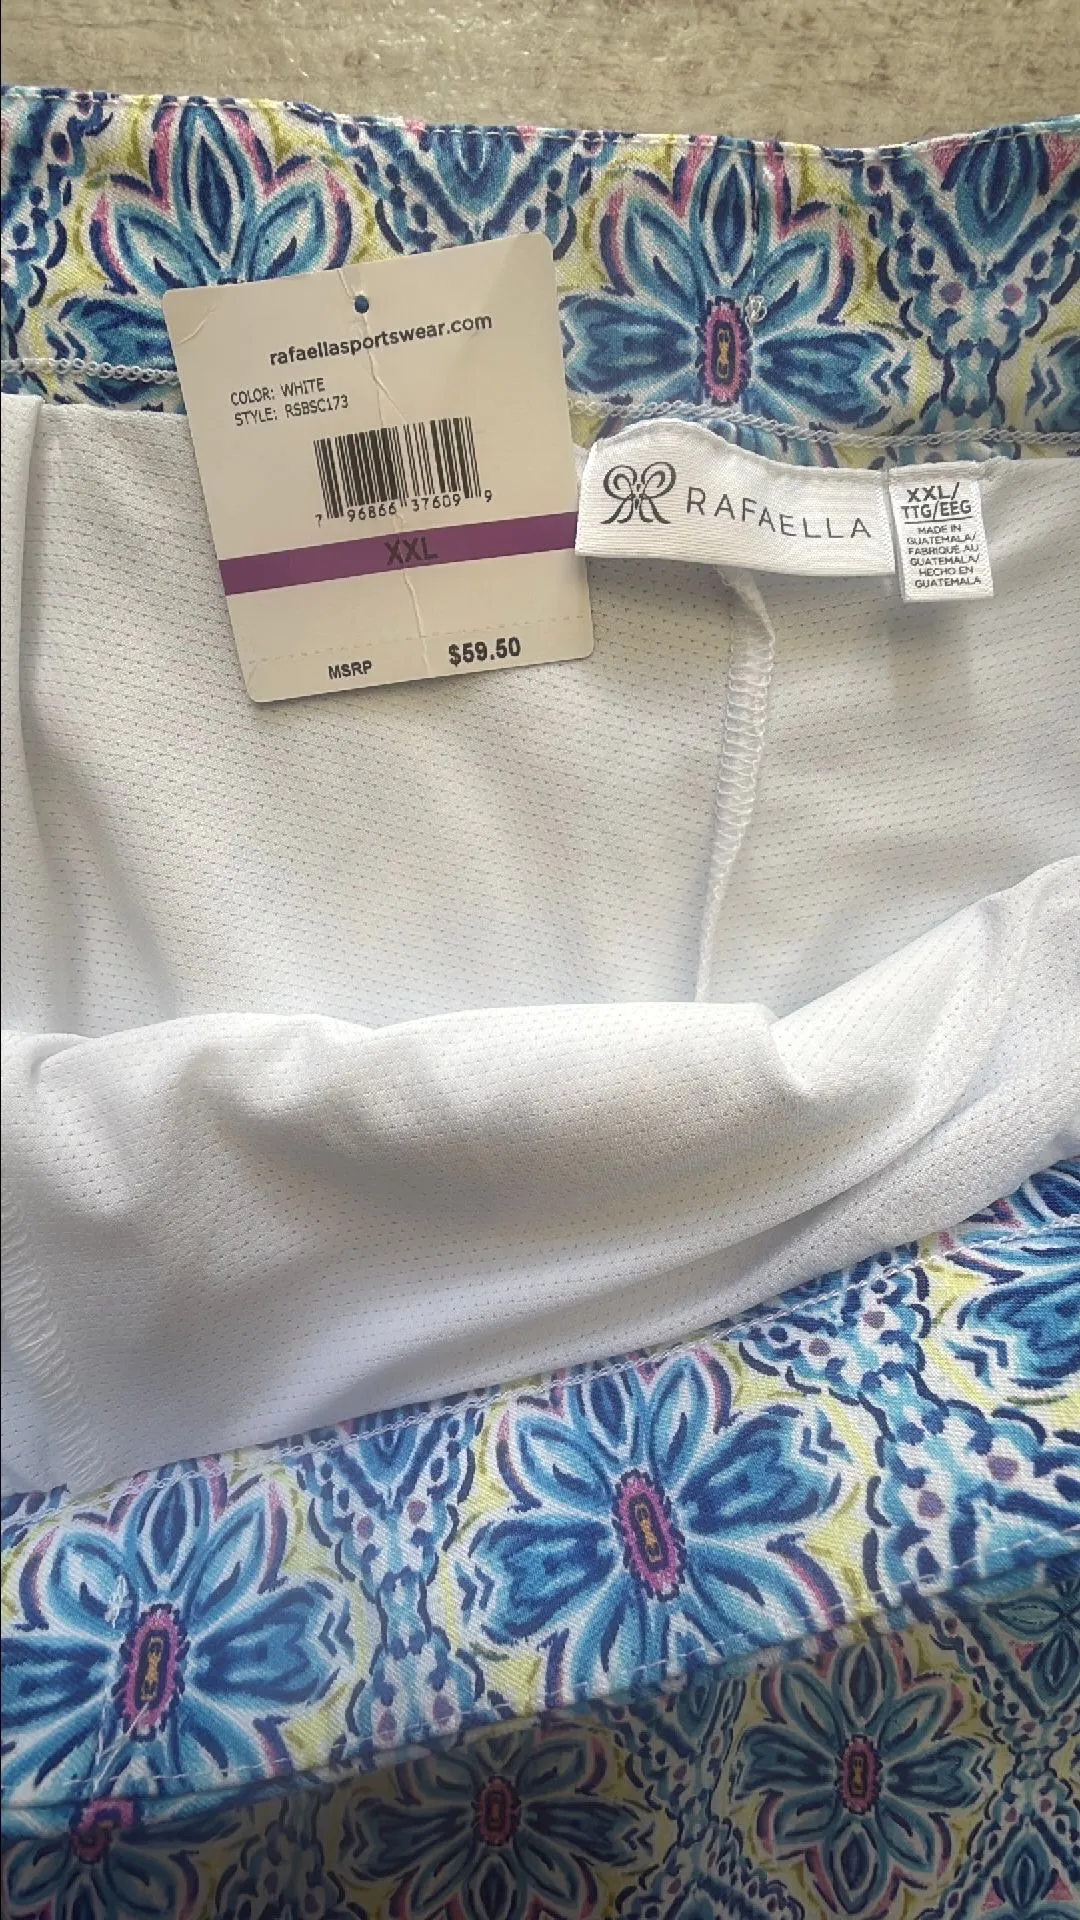 rafaellasportswear.com
COLOR: WHITE
STYLE: RSBSC173
7 96866 37609 9
XXL
MSRP $59.50
RAFAELLA
XXL/
TTG/EEG
MADE IN
GUATEMALA/
FABRIQUÉ AU
GUATEMALA/
HECHO EN
GUATEMALA